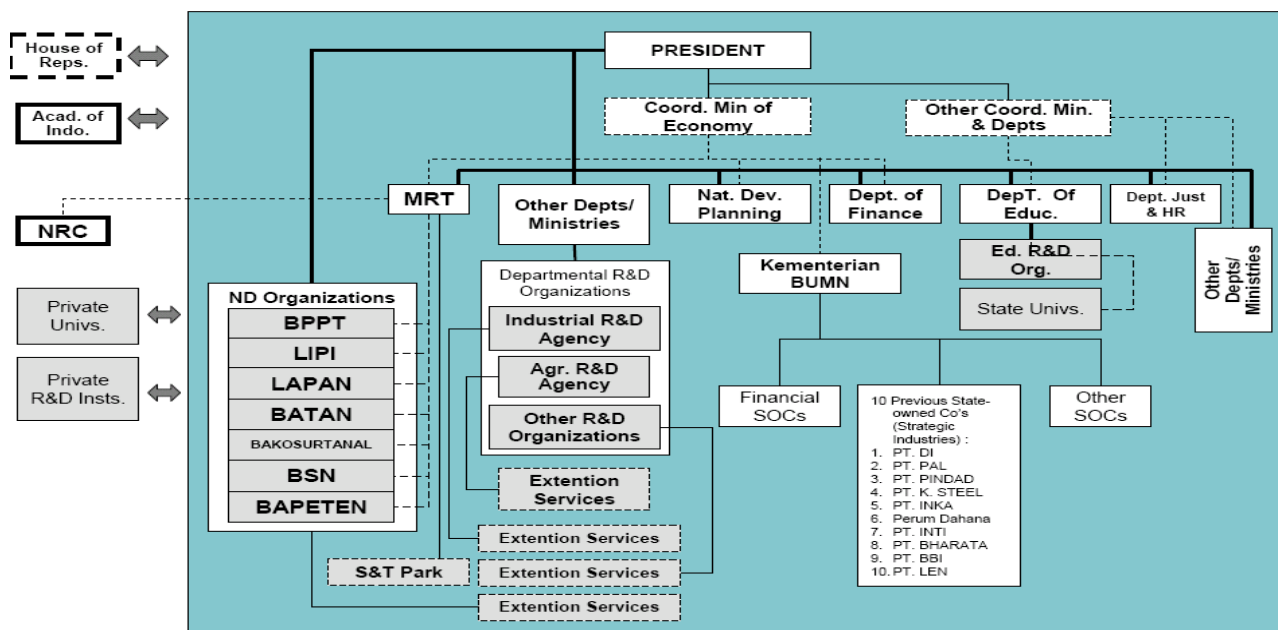 House of
Reps.
PRESIDENT
Acad. of
Indo.
Coord. Min of
Economy
Other Coord. Min.
& Depts
MRT
Other Depts/
Ministries
Nat. Dev.
Planning
Dept. of
Finance
DepT. Of
Educ.
Dept. Just
& HR
Other
Depts/
Ministries
NRC
Ed. R&D
Org.
State Univs.
Kementerian
BUMN
Departmental R&D
Organizations
Industrial R&D
Agency
Agr. R&D
Agency
Other R&D
Organizations
ND Organizations
BPPT
LIPI
LAPAN
BATAN
BAKOSURTANAL
BSN
BAPETEN
Private
Univs.
Private
R&D Insts.
Financial
SOCs
10 Previous State-
owned Co's
(Strategic
Industries) :
1. PT. DI
2. PT. PAL
3. PT. PINDAD
4. PT. K. STEEL
5. PT. INKA
6 Perum Dahana
7. PT. INTI
8. PT. BHARATA
9. PT. BBI
10. PT. LEN
Other
SOCs
Extention
Services
Extention Services
S&T Park
Extention Services
Extention Services